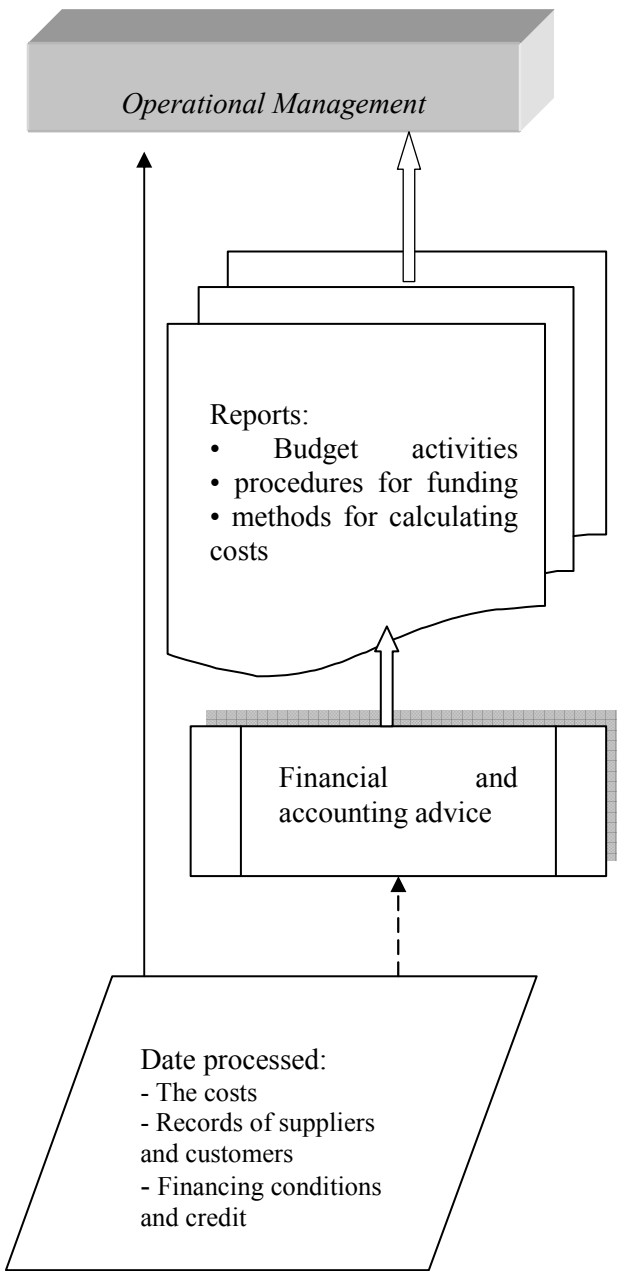 Operational Management
Reports:
• Budget activities
• procedures for funding
• methods for calculating
costs
Financial and
accounting advice
Date processed:
- The costs
- Records of suppliers
and customers
- Financing conditions
and credit